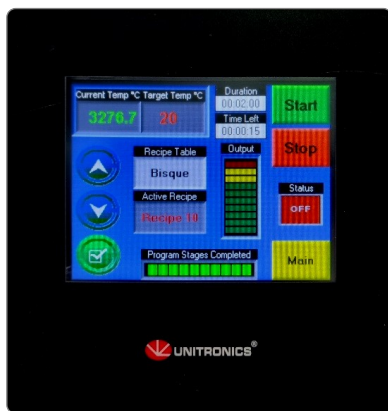 Current Temp °C Target Temp °C
3276.7 20
Duration
00:02:00
Time Left
00:00:15
Start
Stop
Recipe Table
Bisque
Output
Active Recipe
Recipe 10
Status
OFF
Program Stages Completed
Main
UNITRONICS®